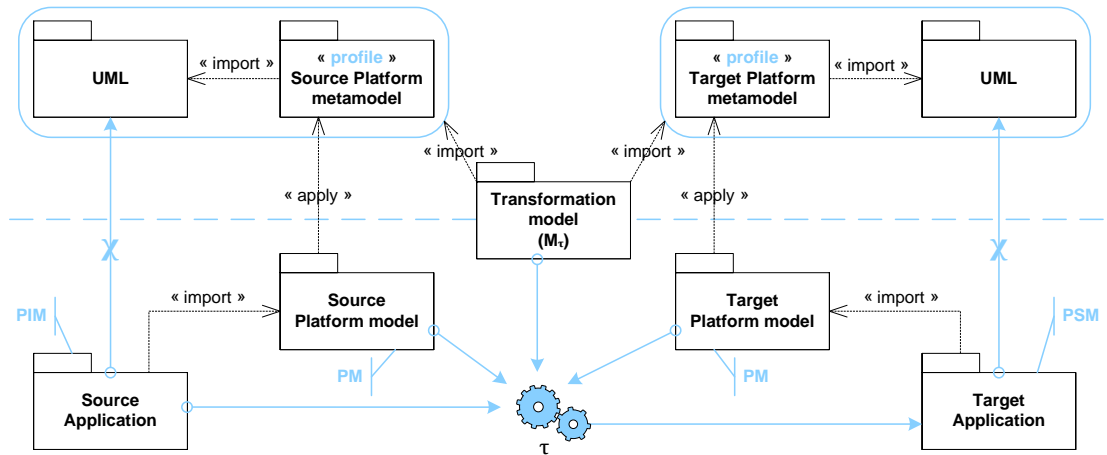 UML
« import »
« profile »
Source Platform
metamodel
« profile »
Target Platform
metamodel
« import »
UML
« import »
« import »
« apply »
Transformation
model
(Mτ)
« apply »
χ
χ
« import »
Source
Platform model
Target
Platform model
« import »
PIM
PM
PM
PSM
Source
Application
Target
Application
τ